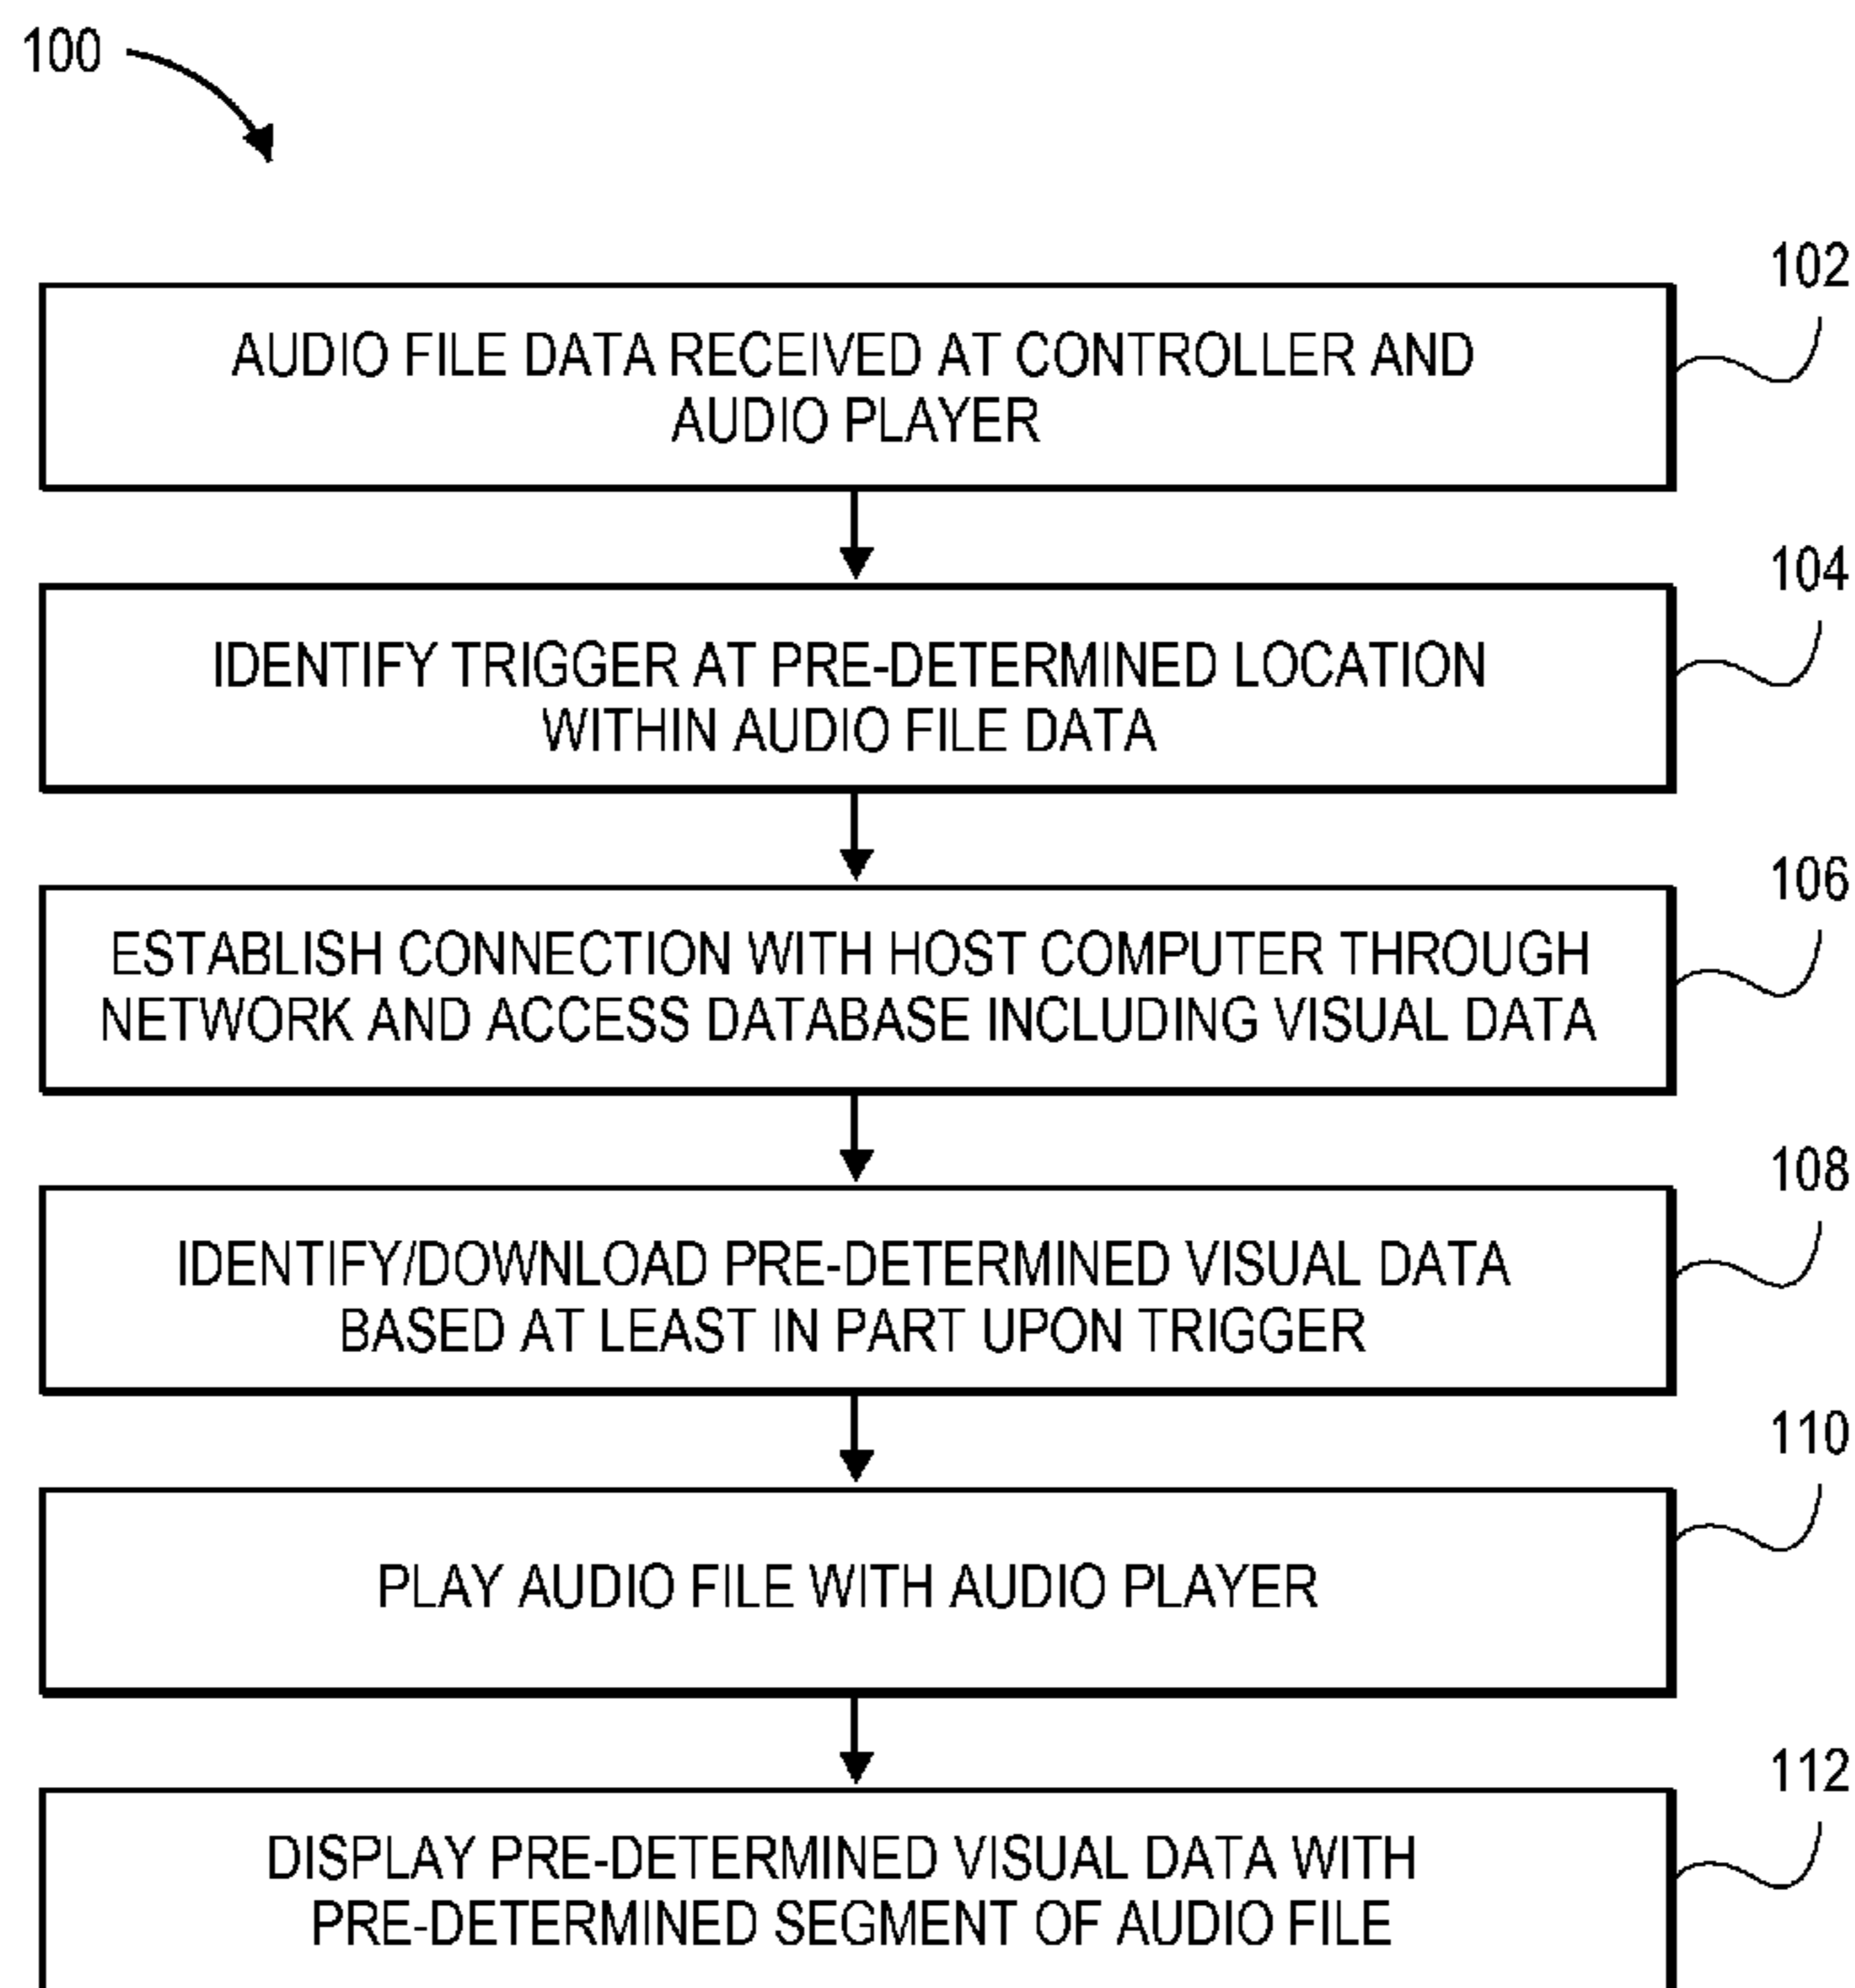 100
102
AUDIO FILE DATA RECEIVED AT CONTROLLER AND
AUDIO PLAYER
104
IDENTIFY TRIGGER AT PRE-DETERMINED LOCATION
WITHIN AUDIO FILE DATA
106
ESTABLISH CONNECTION WITH HOST COMPUTER THROUGH
NETWORK AND ACCESS DATABASE INCLUDING VISUAL DATA
108
IDENTIFY/DOWNLOAD PRE-DETERMINED VISUAL DATA
BASED AT LEAST IN PART UPON TRIGGER
110
PLAY AUDIO FILE WITH AUDIO PLAYER
112
DISPLAY PRE-DETERMINED VISUAL DATA WITH
PRE-DETERMINED SEGMENT OF AUDIO FILE